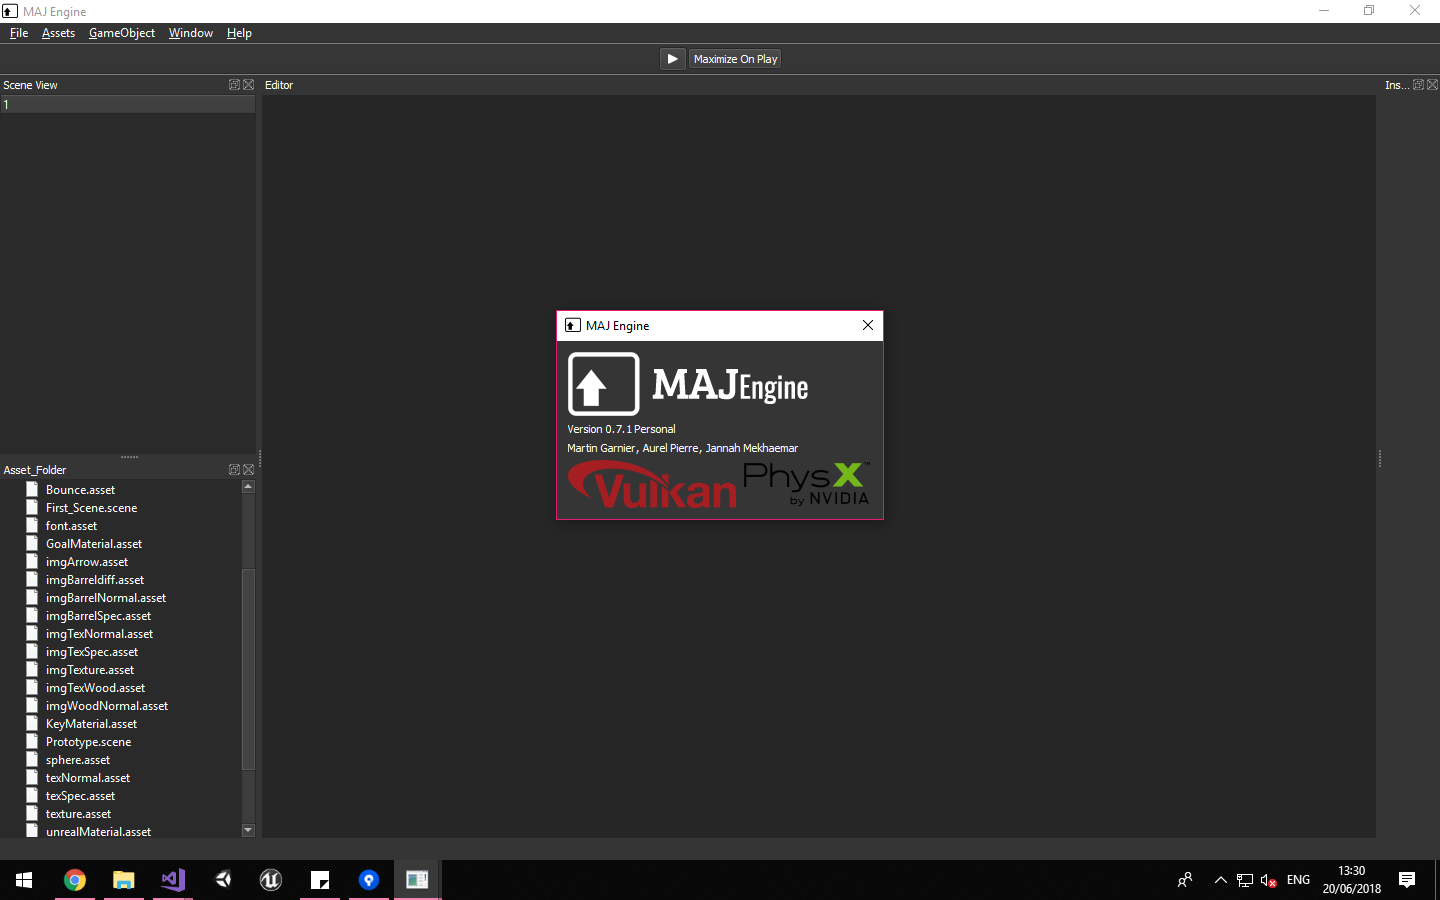 MAJ Engine
File Assets GameObject Window Help
Maximize On Play
Scene View
1
Editor
Ins...
MAJ Engine
MAJEngine
Version 0.7.1 Personal
Martin Garnier, Aurel Pierre, Jannah Mekhaemar
Vulkan
PhysX™
by NVIDIA
Asset_Folder
Bounce.asset
First_Scene.scene
font.asset
GoalMaterial.asset
imgArrow.asset
imgBarreldiff.asset
imgBarrelNormal.asset
imgBarrelSpec.asset
imgTexNormal.asset
imgTexSpec.asset
imgTexture.asset
imgTexWood.asset
imgWoodNormal.asset
KeyMaterial.asset
Prototype.scene
sphere.asset
texNormal.asset
texSpec.asset
texture.asset
unrealMaterial.asset
ENG
13:30
20/06/2018